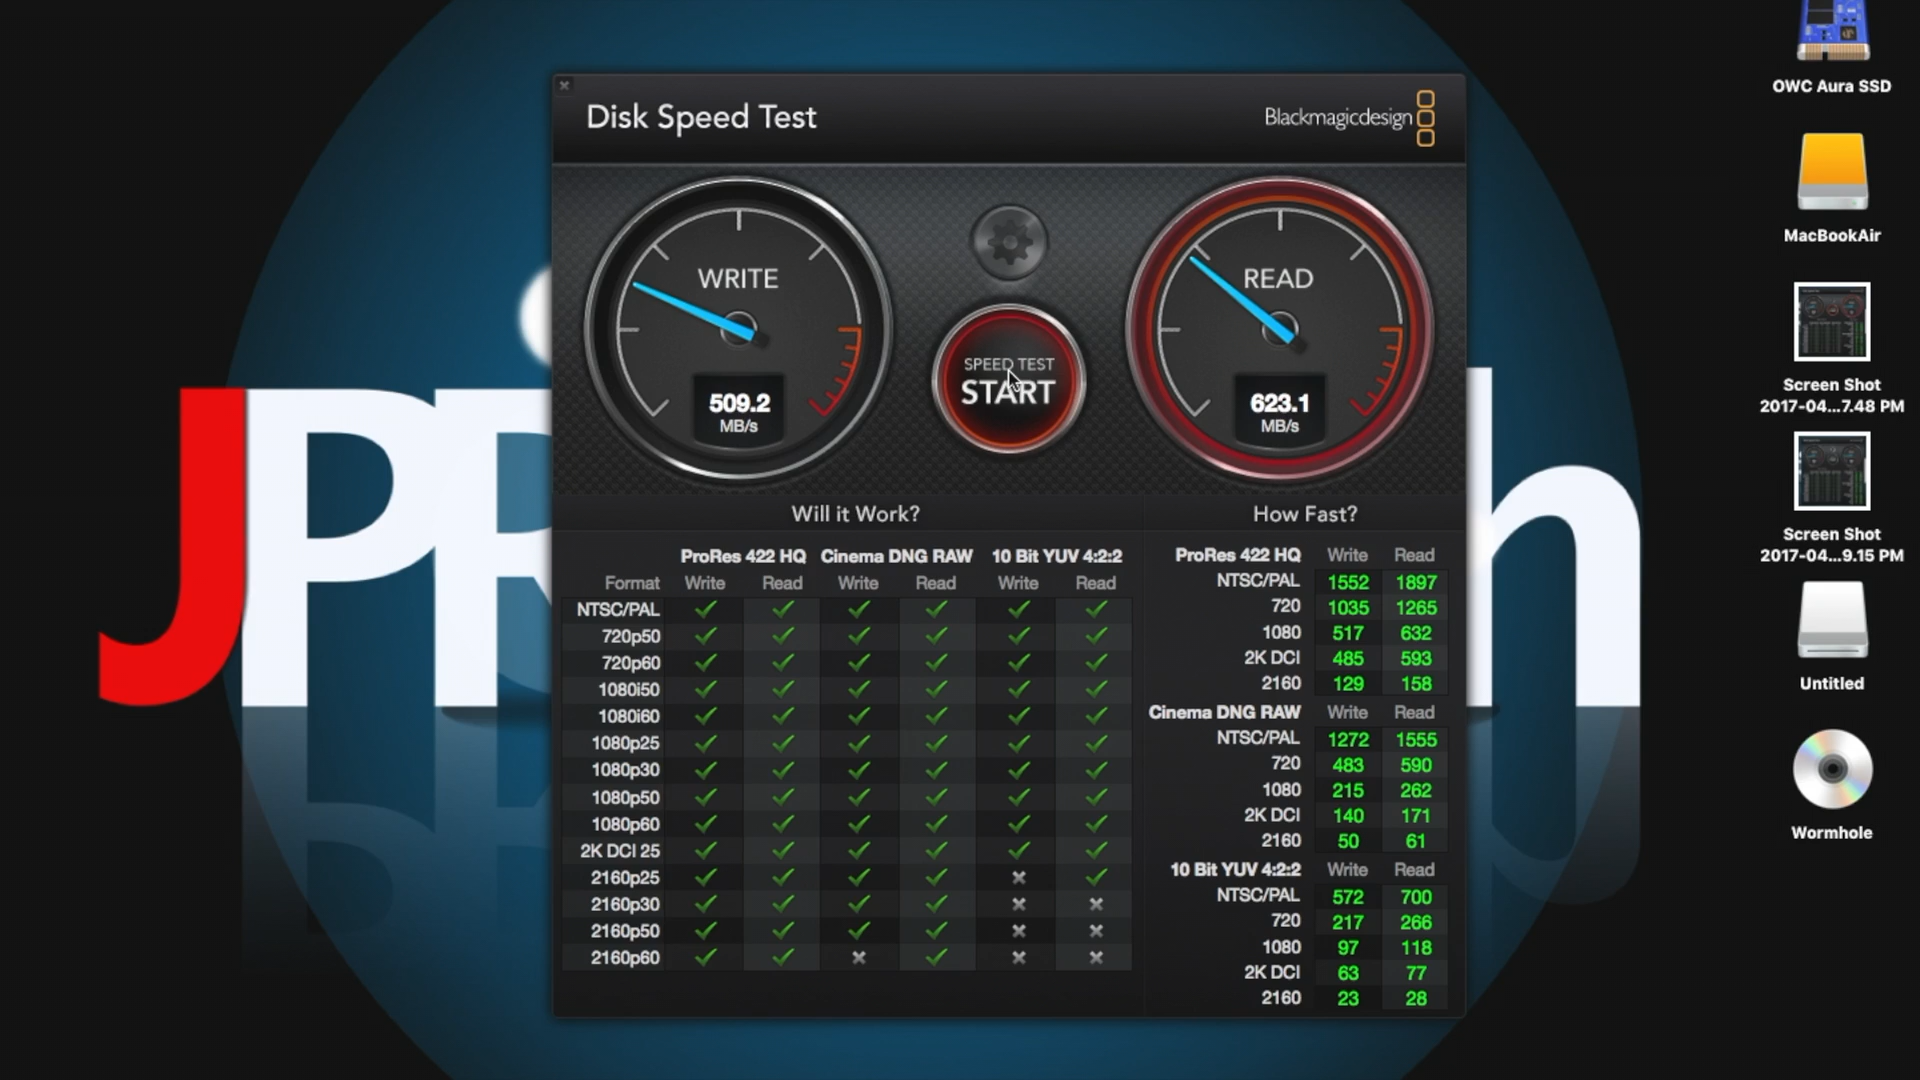 Disk Speed Test
Blackmagicdesign
WRITE
509.2
MB/s
SPEED TEST
START
READ
623.1
MB/s
Will it Work?
ProRes 422 HQ Cinema DNG RAW 10 Bit YUV 4:2:2
Format Write Read Write Read Write Read
NTSC/PAL
720p50
720p60
1080i50
1080i60
1080p25
1080p30
1080p50
1080p60
2K DCI 25
2160p25
2160p30
2160p50
2160p60
How Fast?
ProRes 422 HQ Write Read
NTSC/PAL 1552 1897
720 1035 1265
1080 517 632
2K DCI 485 593
2160 129 158
Cinema DNG RAW Write Read
NTSC/PAL 1272 1555
720 483 590
1080 215 262
2K DCI 140 171
2160 50 61
10 Bit YUV 4:2:2 Write Read
NTSC/PAL 572 700
720 217 266
1080 97 118
2K DCI 63 77
2160 23 28
OWC Aura SSD
MacBookAir
Screen Shot
2017-04...7.48 PM
Screen Shot
2017-04...9.15 PM
Untitled
Wormhole